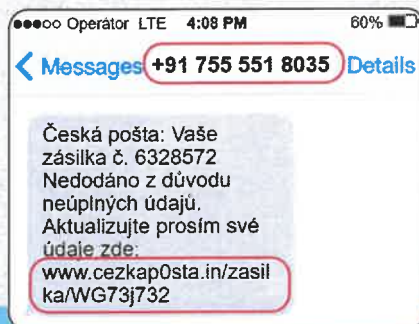 ●●●○○ Operátor LTE 4:08 PM 60%
Messages +91 755 551 8035 Details
Česká pošta: Vaše
zásilka č. 6328572
Nedodáno z důvodu
neúplných údajů.
Aktualizujte prosím své
údaje zde:
www.cezkap0sta.in/zasil
ka/WG73j732